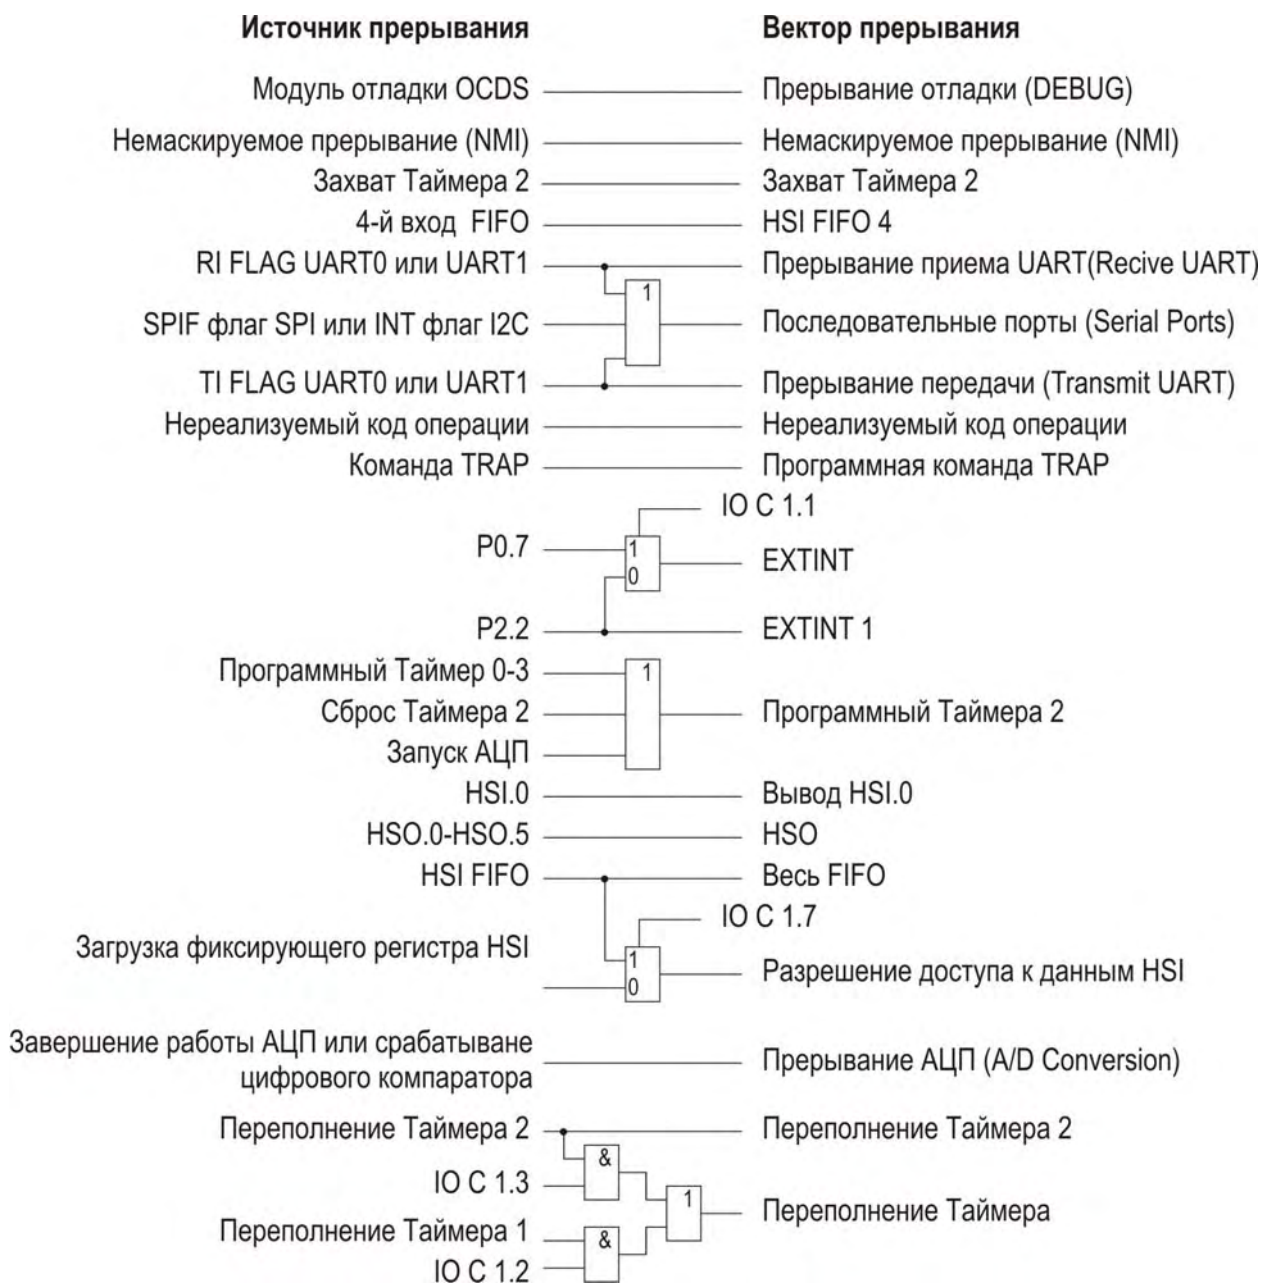 Источник прерывания
Вектор прерывания
Модуль отладки OCDS
Прерывание отладки (DEBUG)
Немаскируемое прерывание (NMI)
Немаскируемое прерывание (NMI)
Захват Таймера 2
Захват Таймера 2
4-й вход FIFO
HSI FIFO 4
RI FLAG UART0 или UART1
Прерывание приема UART(Recive UART)
1
SPIF флаг SPI или INT флаг I2C
Последовательные порты (Serial Ports)
TI FLAG UART0 или UART1
Прерывание передачи (Transmit UART)
Нереализуемый код операции
Нереализуемый код операции
Команда TRAP
Программная команда TRAP
IO C 1.1
P0.7
1
0
EXTINT
P2.2
EXTINT 1
Программный Таймер 0-3
1
Сброс Таймера 2
Программный Таймера 2
Запуск АЦП
HSI.0
Вывод HSI.0
HSO.0-HSO.5
HSO
HSI FIFO
Весь FIFO
IO C 1.7
Загрузка фиксирующего регистра HSI
1
0
Разрешение доступа к данным HSI
Завершение работы АЦП или срабатыване
цифрового компаратора
Прерывание АЦП (A/D Conversion)
Переполнение Таймера 2
Переполнение Таймера 2
&
IO C 1.3
1
Переполнение Таймера
Переполнение Таймера 1
&
IO C 1.2